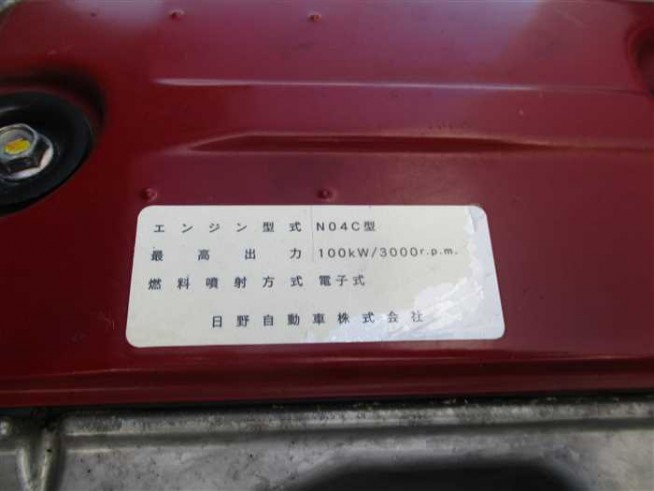 エンジン型式 N04C型
最高出力 100kW/3000r.p.m.
燃料噴射方式 電子式
日野自動車株式会社